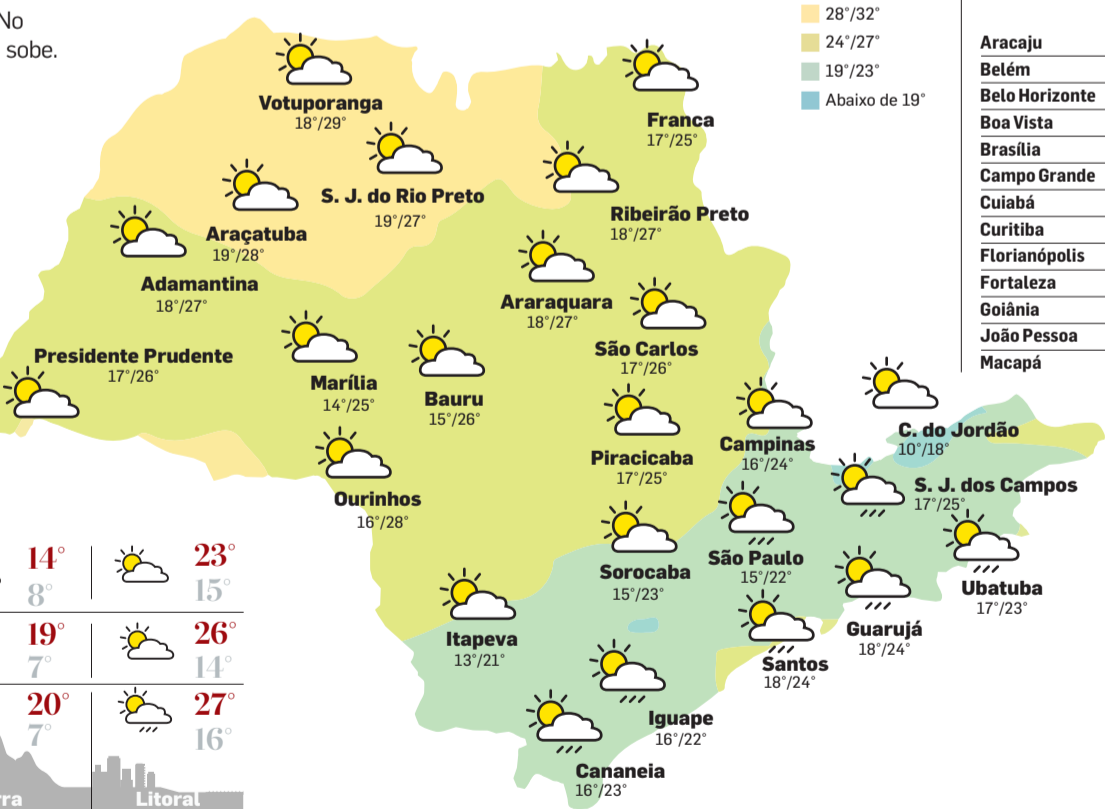 No
sobe.
28°/32°
24°/27°
19°/23°
Abaixo de 19°
Aracaju
Belém
Belo Horizonte
Boa Vista
Brasília
Campo Grande
Cuiabá
Curitiba
Florianópolis
Fortaleza
Goiânia
João Pessoa
Macapá
Votuporanga
18°/29°
Franca
17°/25°
S. J. do Rio Preto
19°/27°
Ribeirão Preto
18°/27°
Araçatuba
19°/28°
Adamantina
18°/27°
Araraquara
18°/27°
São Carlos
17°/26°
Presidente Prudente
17°/26°
Marília
14°/25°
Bauru
15°/26°
Campinas
16°/24°
C. do Jordão
10°/18°
Piracicaba
17°/25°
Ourinhos
16°/28°
S. J. dos Campos
17°/25°
São Paulo
15°/22°
Sorocaba
15°/23°
Ubatuba
17°/23°
Itapeva
13°/21°
Guarujá
18°/24°
Santos
18°/24°
Iguape
16°/22°
Cananeia
16°/23°
14° 23°
8° 15°
19° 26°
7° 14°
20° 27°
7° 16°
rra Litoral